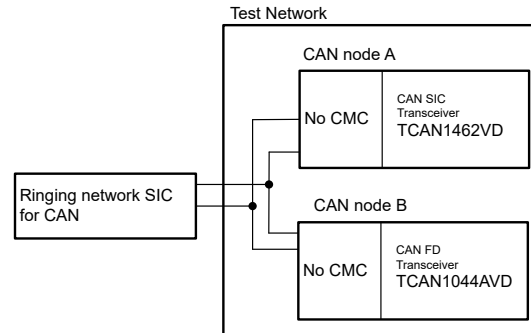 Test Network
CAN node A
No CMC
CAN SIC
Transceiver
TCAN1462VD
Ringing network SIC
for CAN
CAN node B
No CMC
CAN FD
Transceiver
TCAN1044AVD